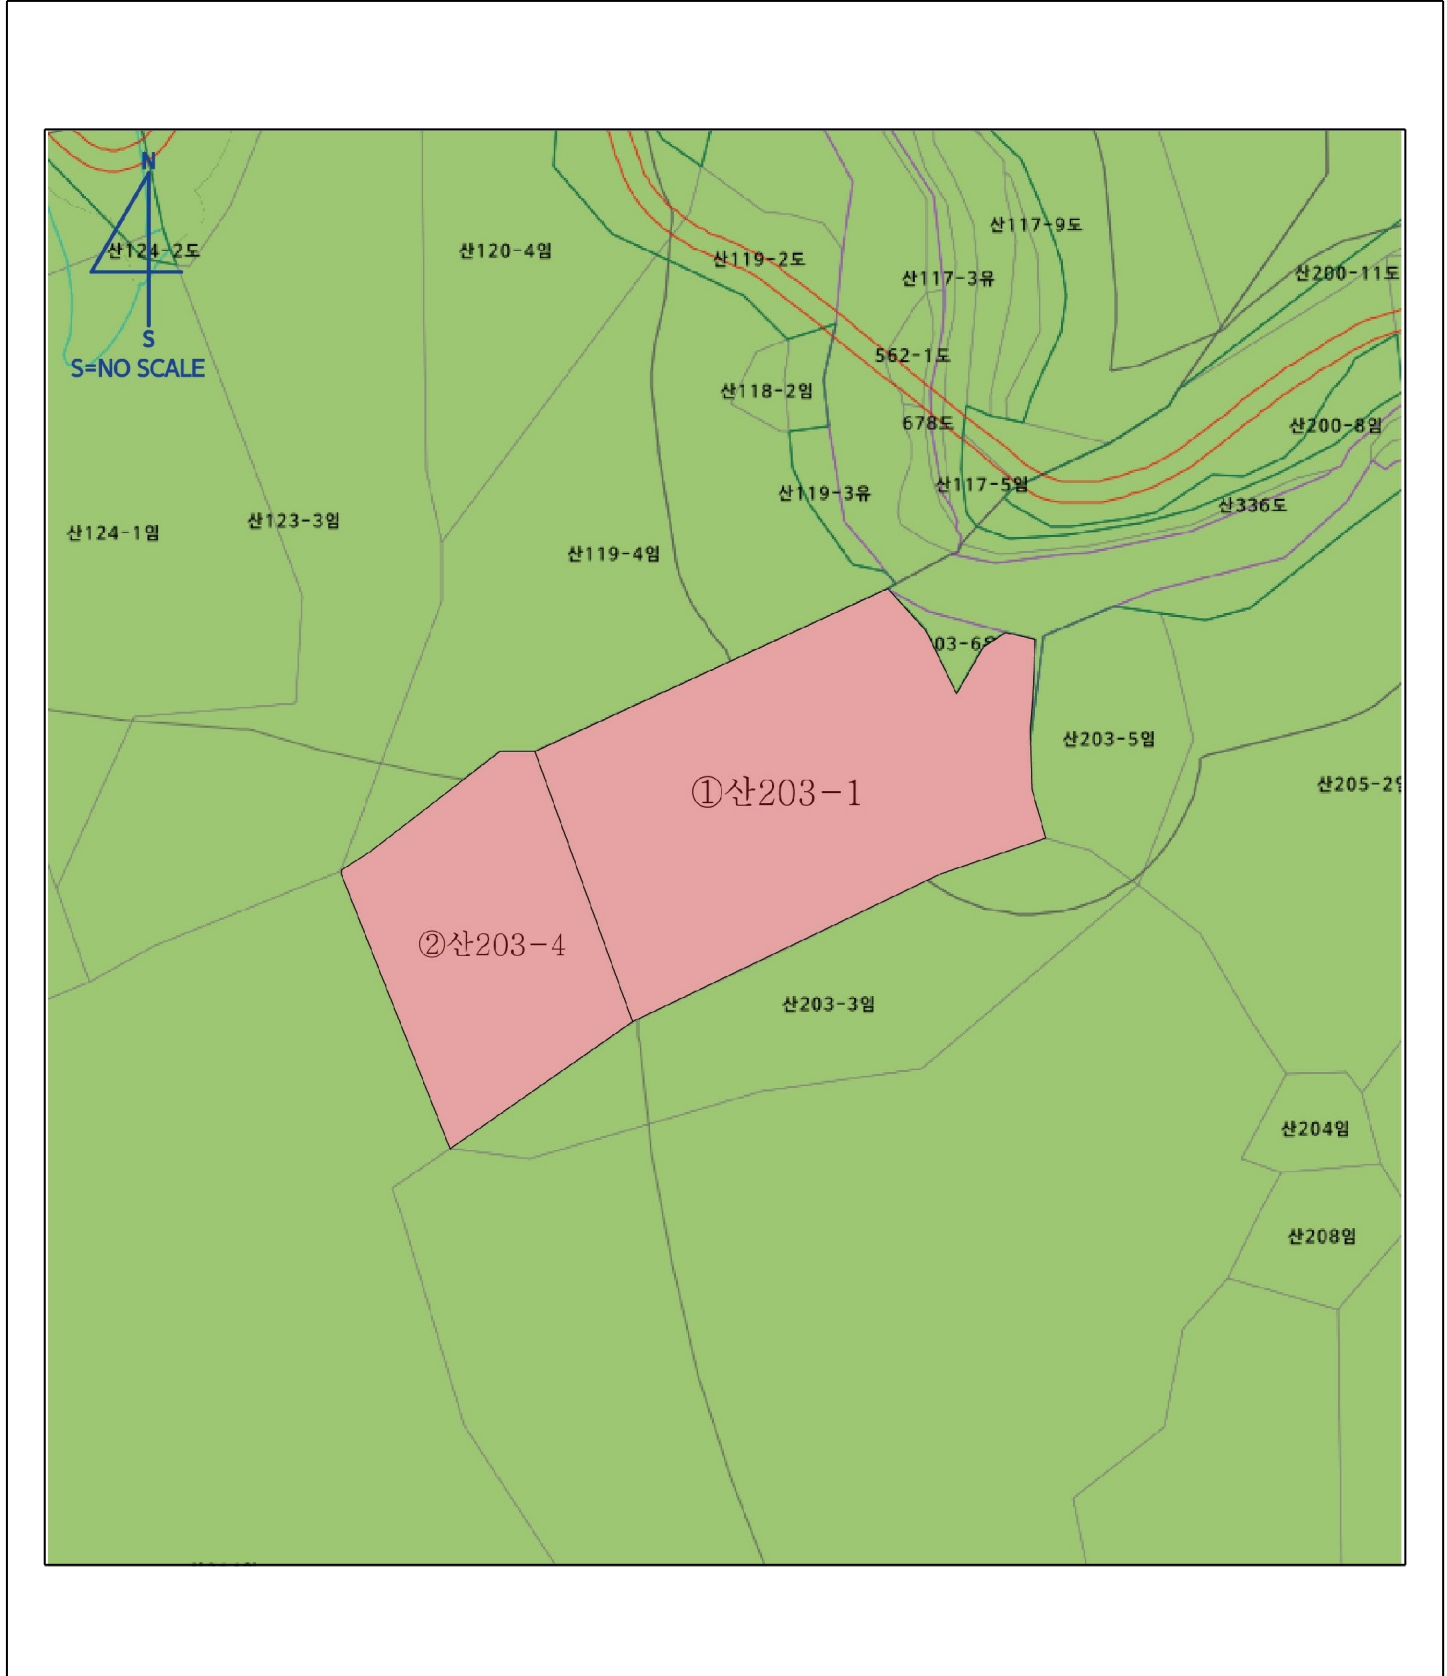 N
산124-2도
S
S=NO SCALE
산120-4임
산119-2도
산117-9도
산117-3유
산200-11도
562-1도
산118-2임
678도
산200-8임
산117-5임
산119-3유
산336도
산124-1임
산123-3임
산119-4임
03-6유
산203-5임
산205-2임
①산203-1
②산203-4
산203-3임
산204임
산208임